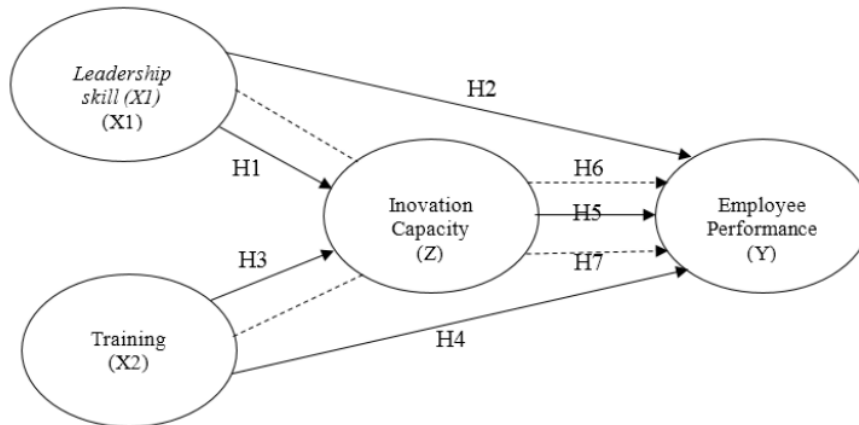 Leadership
skill (X1)
(X1)
H2
H1
Inovation
Capacity
(Z)
H6
H5
H7
Employee
Performance
(Y)
H3
Training
(X2)
H4